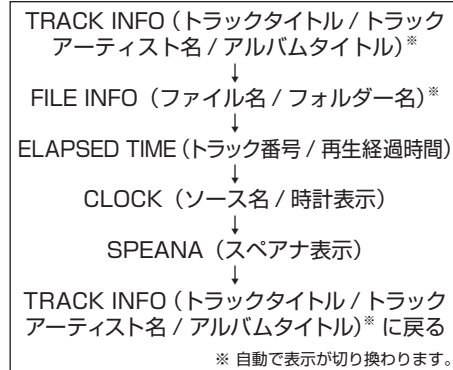 TRACK INFO（トラックタイトル / トラック
アーティスト名 / アルバムタイトル）※
↓
FILE INFO（ファイル名 / フォルダー名）※
↓
ELAPSED TIME（トラック番号 / 再生経過時間）
↓
CLOCK（ソース名 / 時計表示）
↓
SPEANA（スペアナ表示）
↓
TRACK INFO（トラックタイトル / トラック
アーティスト名 / アルバムタイトル）※ に戻る
※ 自動で表示が切り換わります。